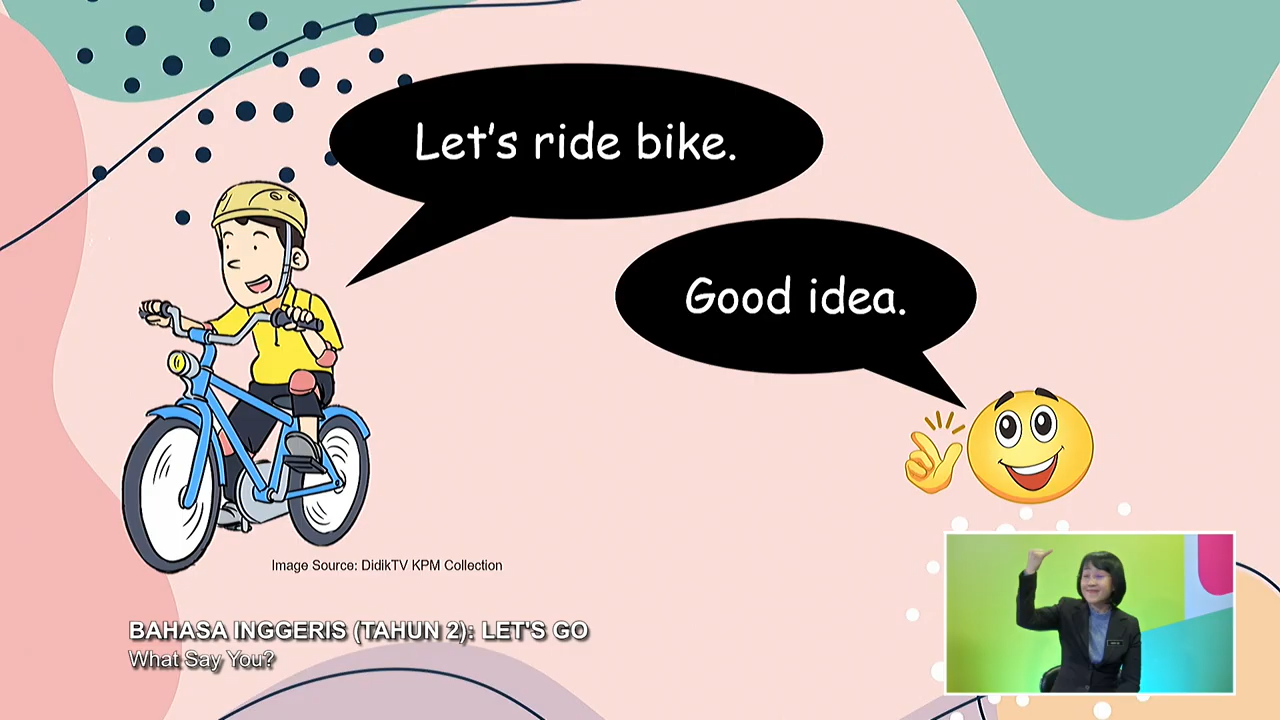 Let's ride bike.
Good idea.
Image Source: DidikTV KPM Collection
BAHASA INGGERIS (TAHUN 2): LET'S GO
What Say You?